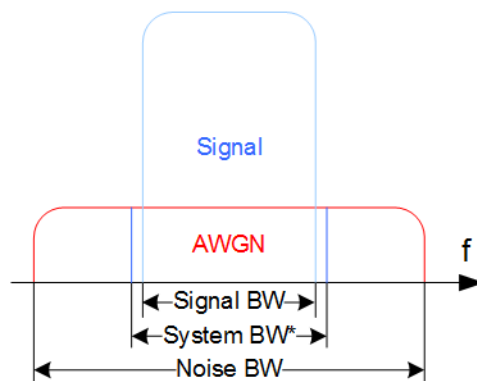 Signal
AWGN
f
Signal BW
System BW*
Noise BW